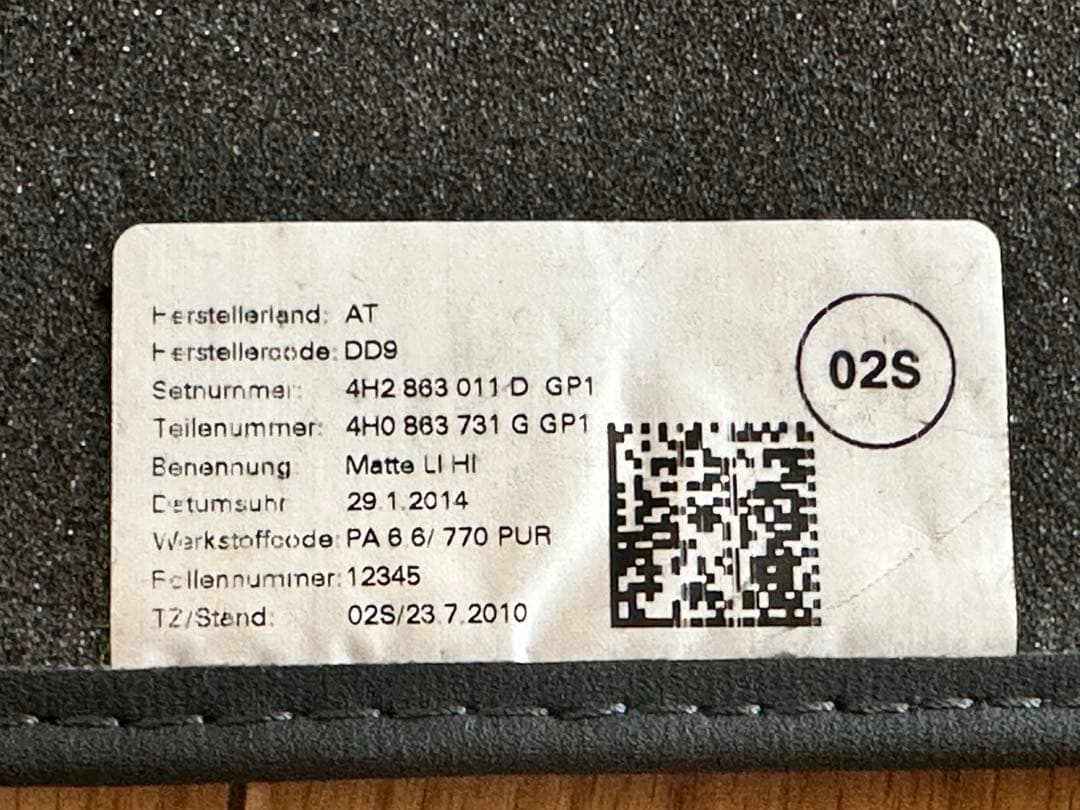 Herstellerland: AT
Herstellercode: DD9
Setnummer: 4H2 863 011 D GP1
Teilenummer: 4H0 863 731 G GP1
Benennung Matte LI HI
Datumsuhr 29.1.2014
Werkstoffcode: PA 6 6/ 770 PUR
Rollennummer: 12345
TZ/Stand: 02S/23.7.2010
02S